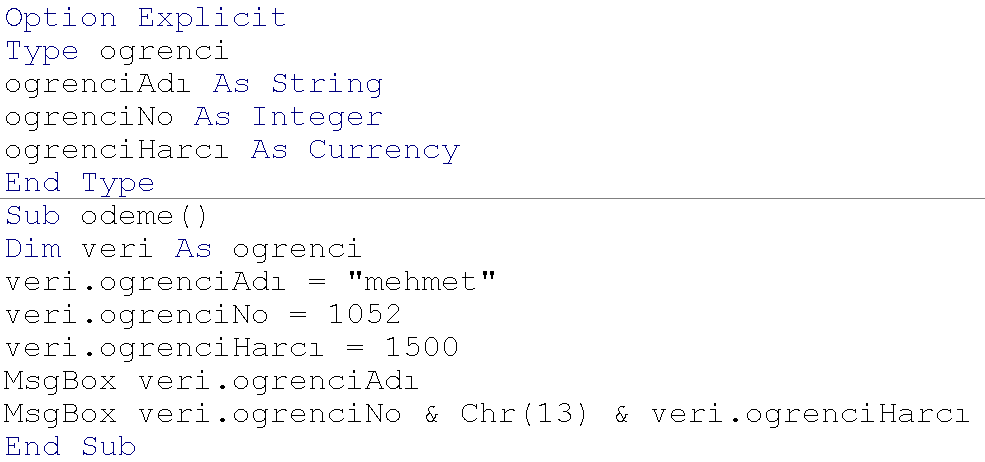 Option Explicit
Type ogrenci
ogrenciAdı As String
ogrenciNo As Integer
ogrenciHarcı As Currency
End Type
Sub odeme()
Dim veri As ogrenci
veri.ogrenciAdı = "mehmet"
veri.ogrenciNo = 1052
veri.ogrenciHarcı = 1500
MsgBox veri.ogrenciAdı
MsgBox veri.ogrenciNo & Chr(13) & veri.ogrenciHarcı
End Sub